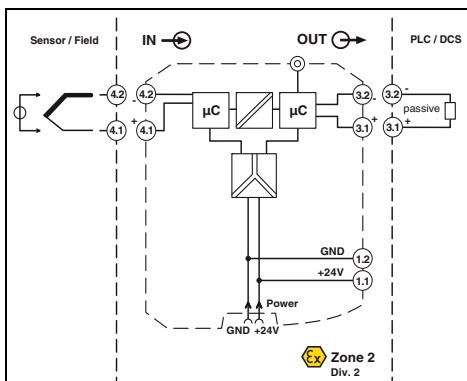 Sensor / Field
IN
OUT
PLC / DCS
4.2
4.2
-
µC
µC
3.2
-
3.2
-
passive
4.1
+
4.1
3.1
+
3.1
+
GND
1.2
+24V
1.1
Power
GND +24V
Ex
Zone 2
Div. 2